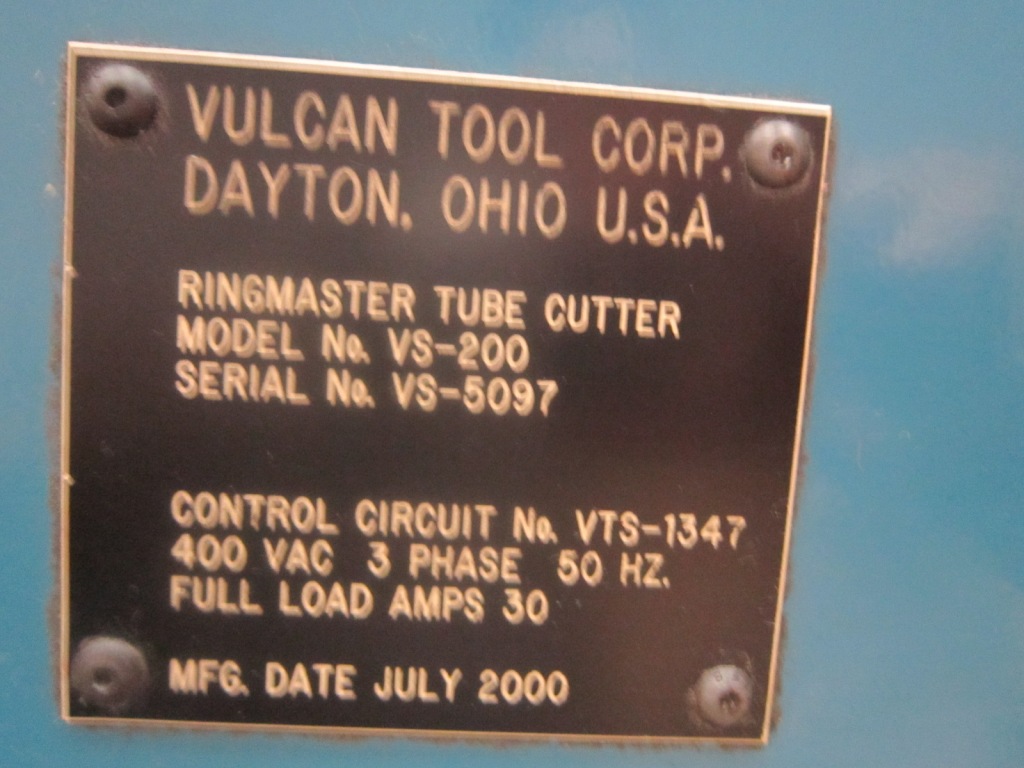 VULCAN TOOL CORP.
DAYTON, OHIO U.S.A.
RINGMASTER TUBE CUTTER
MODEL No. VS-200
SERIAL No. VS-5097
CONTROL CIRCUIT No. VTS-1347
400 VAC 3 PHASE 50 HZ.
FULL LOAD AMPS 30
MFG. DATE JULY 2000